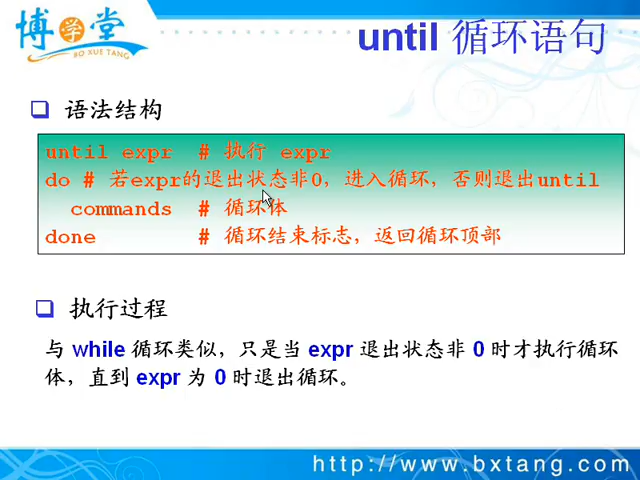 博学堂
BO XUE TANG
until 循环语句
语法结构
until expr # 执行 expr
do # 若expr的退出状态非0，进入循环，否则退出until
commands # 循环体
done # 循环结束标志，返回循环顶部
执行过程
与 while 循环类似，只是当 expr 退出状态非 0 时才执行循环
体，直到 expr 为 0 时退出循环。
http://www.bxtang.com